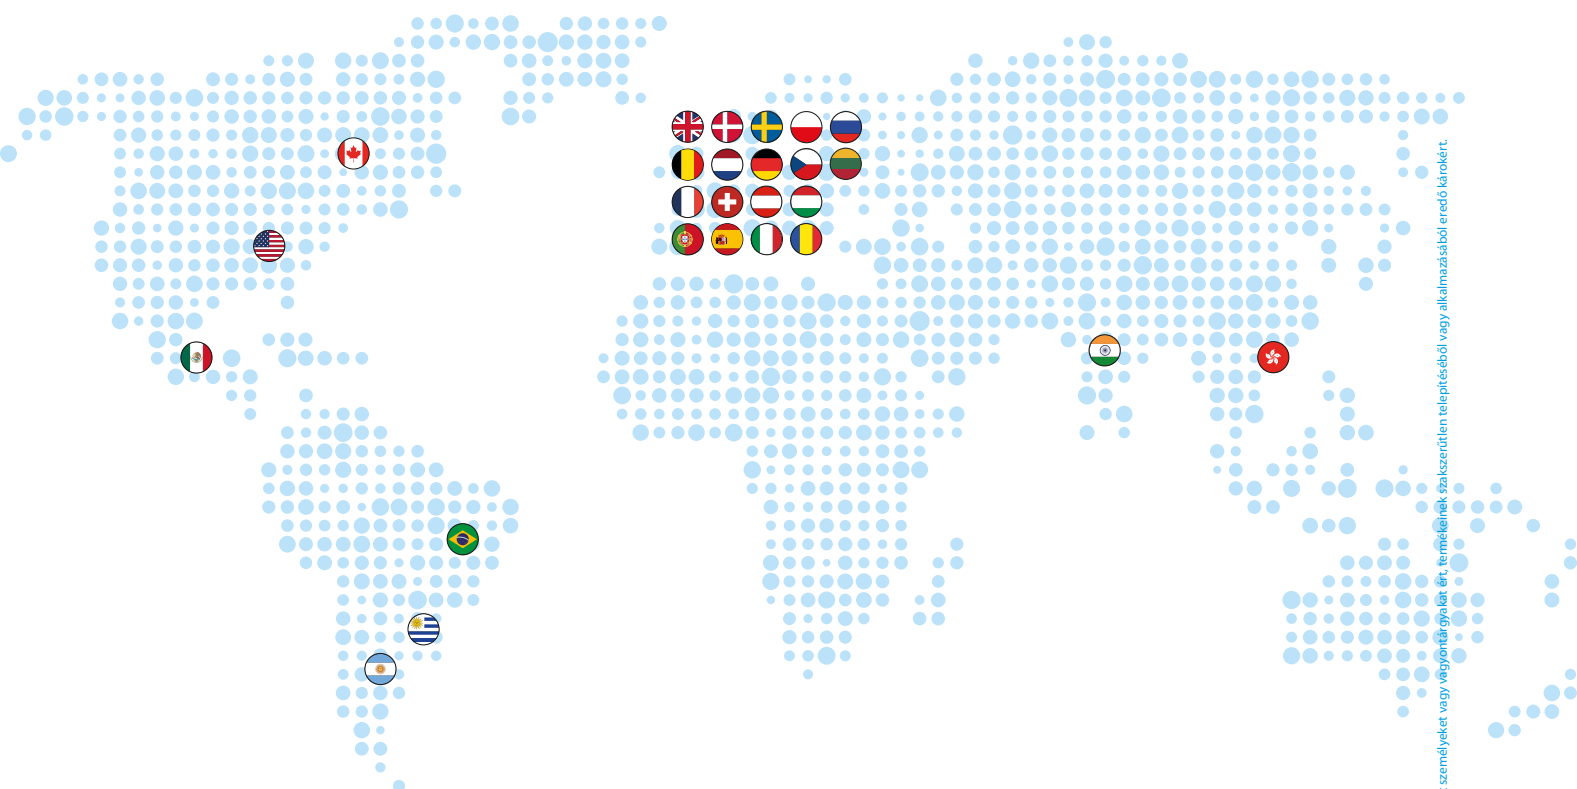 személyeket vagy vagyontárgyakat ért, termékeinek szakszerűtlen telepítéséből vagy alkalmazásából eredő károkért.